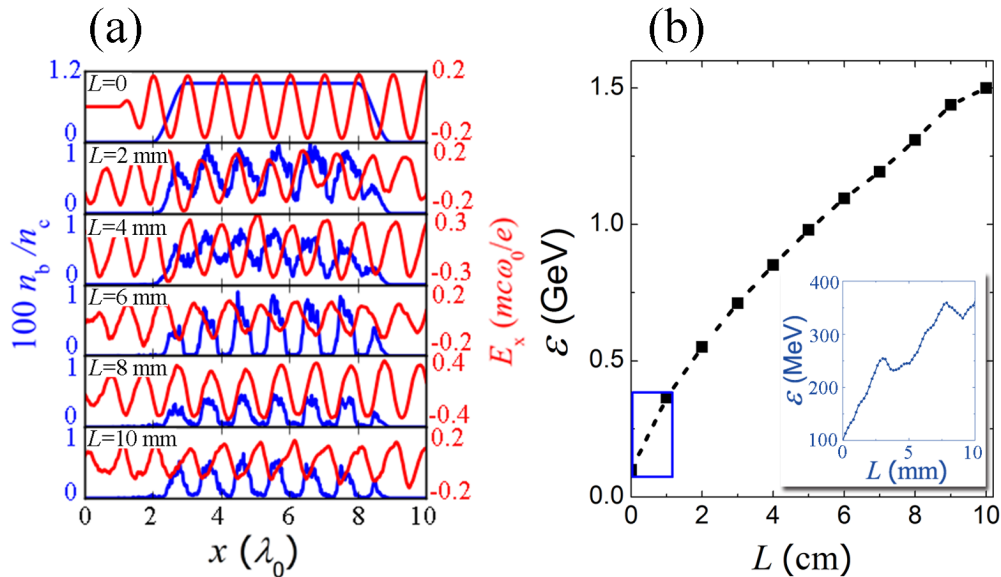 (a)
(b)
1.2
0
L=0
0.2
-0.2
1
0
L=2 mm
0.2
-0.2
1
0
L=4 mm
0.3
-0.3
1
0
L=6 mm
0.2
-0.2
1
0
L=8 mm
0.4
-0.4
1
0
L=10 mm
0.2
-0.2
0 2 4 6 8 10
x (λ₀)
100 n_b /n_c
E_x (mcω₀/e)
1.5
1.0
0.5
0.0
ε (GeV)
0 2 4 6 8 10
L (cm)
400
300
200
100
ε (MeV)
0 5 10
L (mm)